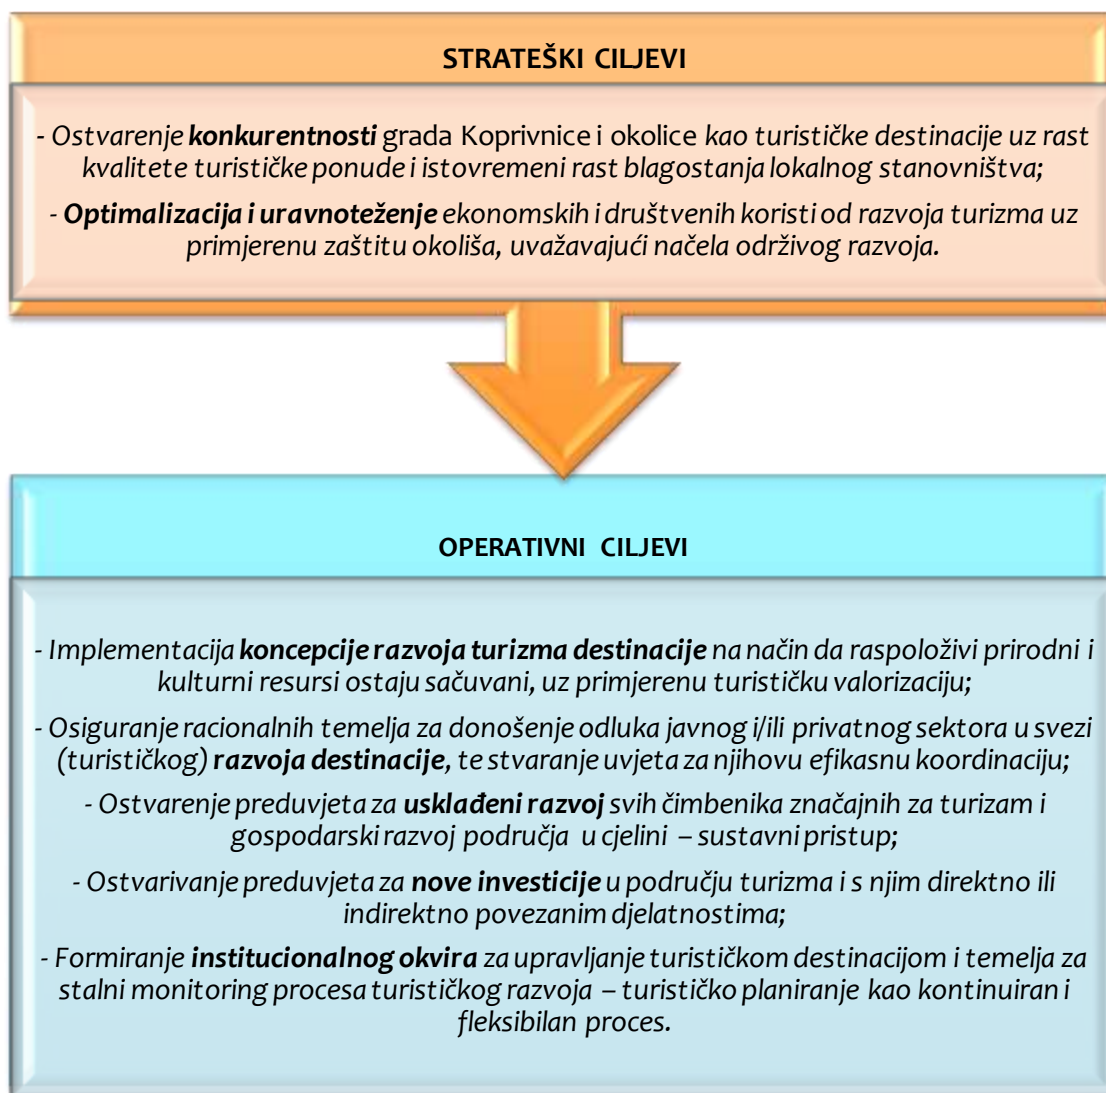 STRATEŠKI CILJEVI
- Ostvarenje konkurentnosti grada Koprivnice i okolice kao turističke destinacije uz rast
kvalitete turističke ponude i istovremeni rast blagostanja lokalnog stanovništva;
- Optimalizacija i uravnoteženje ekonomskih i društvenih koristi od razvoja turizma uz
primjerenu zaštitu okoliša, uvažavajući načela održivog razvoja.
OPERATIVNI CILJEVI
- Implementacija koncepcije razvoja turizma destinacije na način da raspoloživi prirodni i
kulturni resursi ostaju sačuvani, uz primjerenu turističku valorizaciju;
- Osiguranje racionalnih temelja za donošenje odluka javnog i/ili privatnog sektora u svezi
(turističkog) razvoja destinacije, te stvaranje uvjeta za njihovu efikasnu koordinaciju;
- Ostvarenje preduvjeta za usklađeni razvoj svih čimbenika značajnih za turizam i
gospodarski razvoj područja u cjelini – sustavni pristup;
- Ostvarivanje preduvjeta za nove investicije u području turizma i s njim direktno ili
indirektno povezanim djelatnostima;
- Formiranje institucionalnog okvira za upravljanje turističkom destinacijom i temelja za
stalni monitoring procesa turističkog razvoja – turističko planiranje kao kontinuiran i
fleksibilan proces.